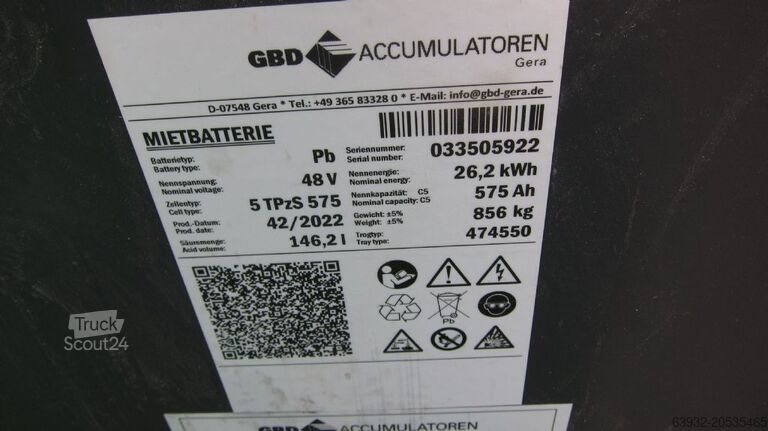 GBD ACCUMULATOREN
Gera
D-07548 Gera * Tel.: +49 365 83328 0 * E-Mail: info@gbd-gera.de
MIETBATTERIE
Batterietyp: Pb
Battery type:
Nennspannung: 48 V
Nominal voltage:
Zellentyp: 5 TPzS 575
Cell type:
Prod.-Datum: 42/2022
Prod. date:
Säuremenge: 146,2 l
Acid volume:
Seriennummer: 033505922
Serial number:
Nennenergie: 26,2 kWh
Nominal energy:
Nennkapazität: C5 575 Ah
Nominal capacity: C5
Gewicht: ±5% 856 kg
Weight: ±5%
Trogtyp: 474550
Tray type:
Pb
GBD ACCUMULATOREN
Truck
Scout24
63932-20535465